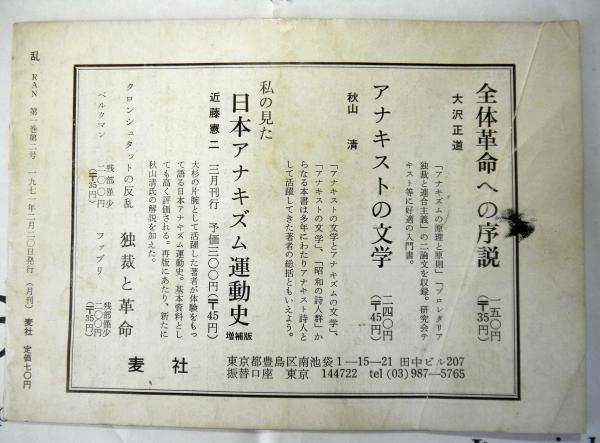 全体革命への序説
大沢正道
一五〇円
(〒35円)
「アナキズムの原理と原則」「プロレタリア
独裁と連合主義」の二論文を収録。研究会テ
キスト等に好適の入門書。
アナキストの文学
秋山 清
二四〇円
(〒45円)
「アナキストの文学とアナキズムの文学」、
「アナキストの文学」、「昭和の詩人群」か
らなる本書は多年にわたりアナキスト詩人と
して活躍してきた著者の総括ともいえよう。
私の見た
日本アナキズム運動史 増補版
近藤憲二 三月刊行 予価三〇〇円(〒45円)
大杉の片腕として活躍した著者が体験をもっ
て語る日本アナキズム運動史。基本資料とし
ても高く評価される。再版にあたり、新たに
秋山清氏の解説を加えた。
クロンシュタットの反乱
ベルクマン 残部僅少
二〇〇円
(〒35円)
独裁と革命
ファブリ 残部僅少
二〇〇円
(〒35円)
麦社
東京都豊島区南池袋1―15―21 田中ビル207
振替口座 東京 144722 tel (03) 987―5765
乱 RAN 第一巻第二号 一九七一年二月二〇日発行 (月刊) 麦社 定価七〇円